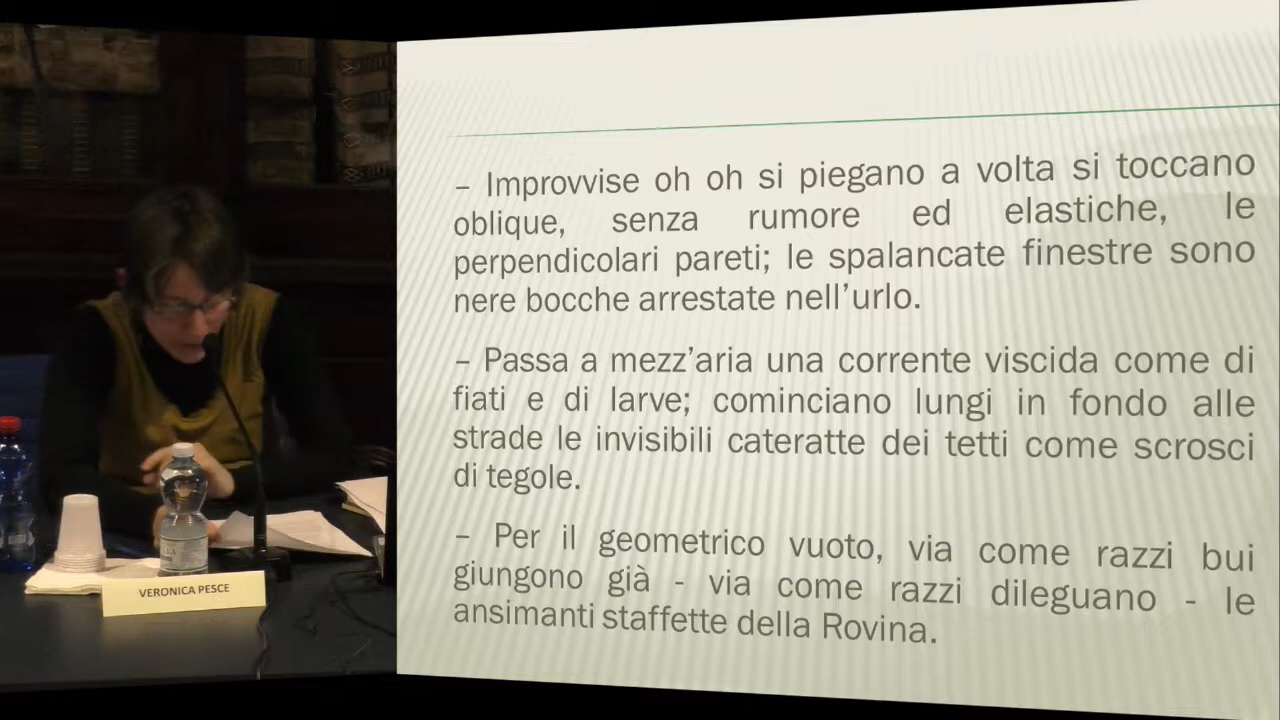 – Improvvise oh oh si piegano a volta si toccano
oblique, senza rumore ed elastiche, le
perpendicolari pareti; le spalancate finestre sono
nere bocche arrestate nell’urlo.
– Passa a mezz’aria una corrente viscida come di
fiati e di larve; cominciano lungi in fondo alle
strade le invisibili cateratte dei tetti come scrosci
di tegole.
– Per il geometrico vuoto, via come razzi bui
giungono già - via come razzi dileguano - le
ansimanti staffette della Rovina.
VERONICA PESCE